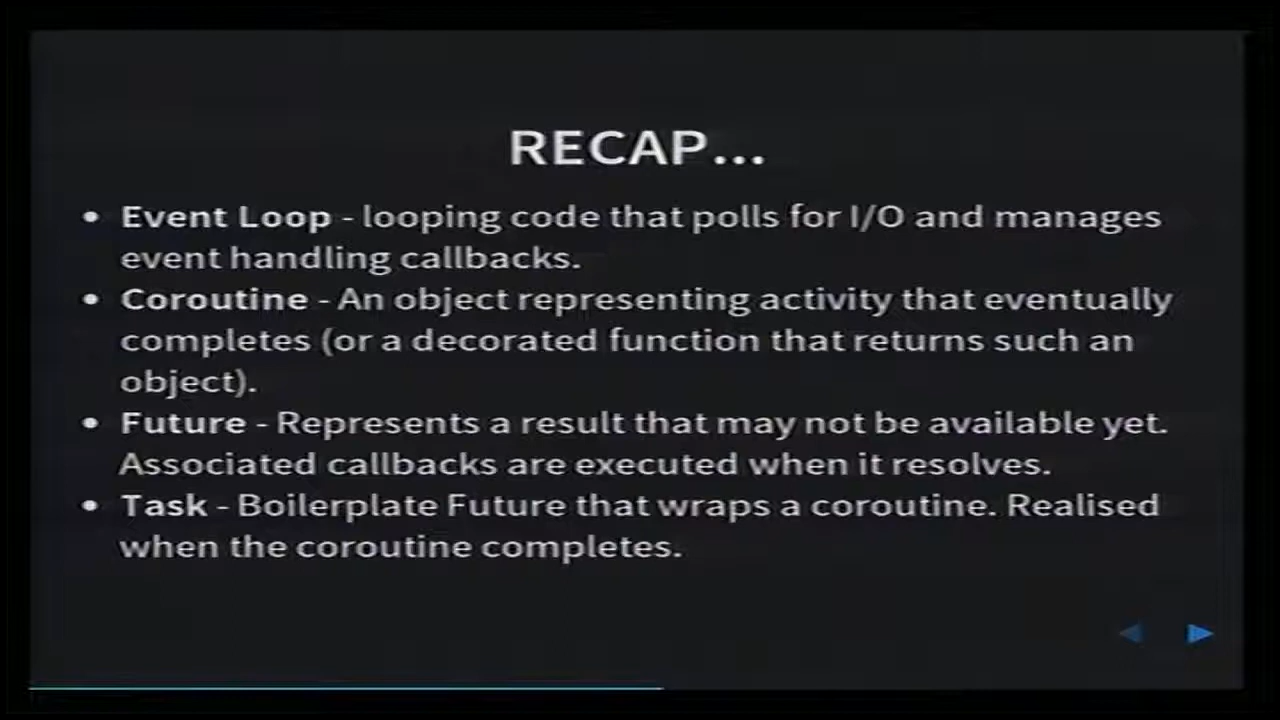 RECAP...
• Event Loop - looping code that polls for I/O and manages
event handling callbacks.
• Coroutine - An object representing activity that eventually
completes (or a decorated function that returns such an
object).
• Future - Represents a result that may not be available yet.
Associated callbacks are executed when it resolves.
• Task - Boilerplate Future that wraps a coroutine. Realised
when the coroutine completes.